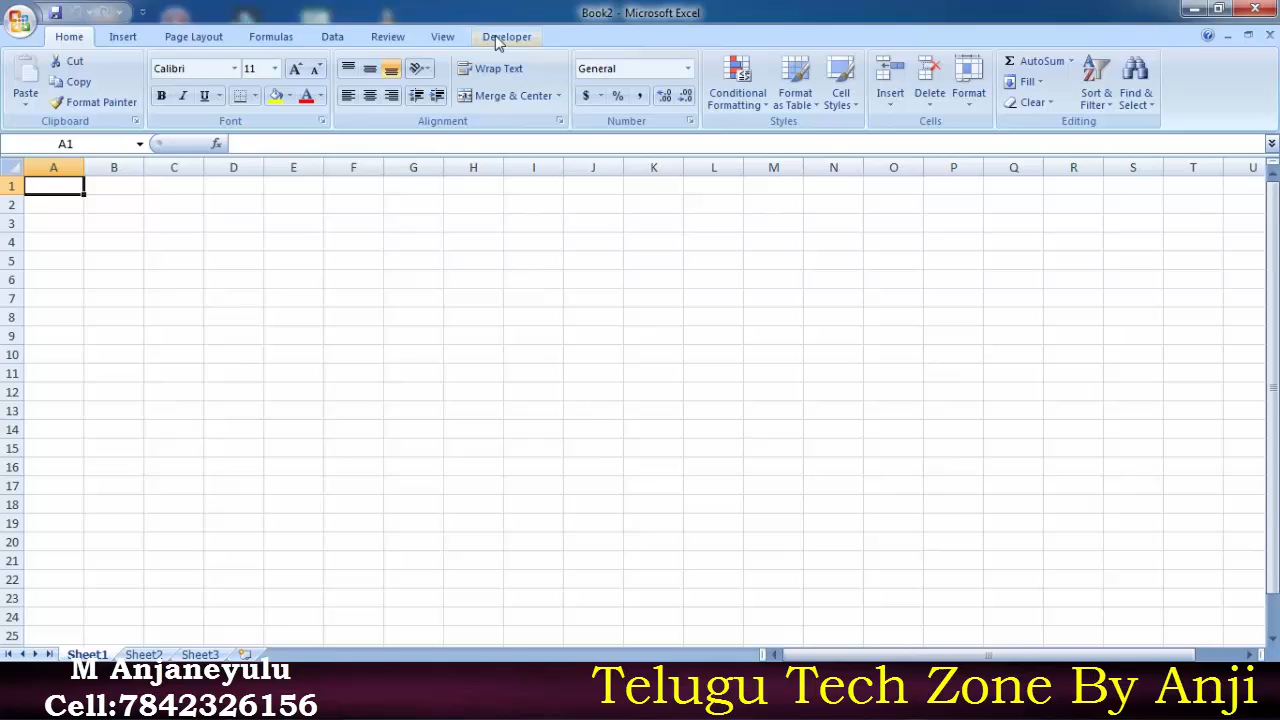 Book2 - Microsoft Excel
Home Insert Page Layout Formulas Data Review View Developer
Cut
Copy
Format Painter
Paste
Clipboard
Calibri 11
B I U
Font
Wrap Text
Merge & Center
Alignment
General
$ % ,
Number
Conditional Formatting
Format as Table
Cell Styles
Styles
Insert Delete Format
Cells
Σ AutoSum
Fill
Clear
Sort & Filter
Find & Select
Editing
A1 fx
A B C D E F G H I J K L M N O P Q R S T U
1
2
3
4
5
6
7
8
9
10
11
12
13
14
15
16
17
18
19
20
21
22
23
24
25
Sheet1 Sheet2 Sheet3
M Anjaneyulu
Cell:7842326156
Telugu Tech Zone By Anji